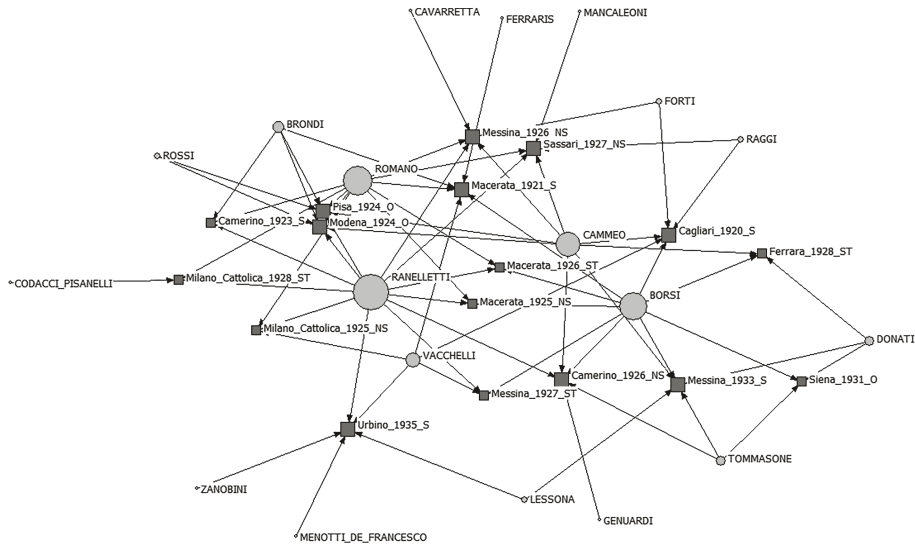 CAVARRETTA
FERRARIS
MANCALEONI
FORTI
BRONDI
Messina_1926_NS
RAGGI
Sassari_1927_NS
ROSSI
ROMANO
Macerata_1921_S
Pisa_1924_O
Camerino_1923_S
Modena_1924_O
CAMMEO
Cagliari_1920_S
Ferrara_1928_ST
Macerata_1926_ST
CODACCI_PISANELLI
Milano_Cattolica_1928_ST
RANELLETTI
BORSI
Macerata_1925_NS
Milano_Cattolica_1925_NS
DONATI
VACCHELLI
Camerino_1926_NS
Messina_1933_S
Siena_1931_O
Messina_1927_ST
Urbino_1935_S
TOMMASONE
ZANOBINI
LESSONA
GENUARDI
MENOTTI_DE_FRANCESCO